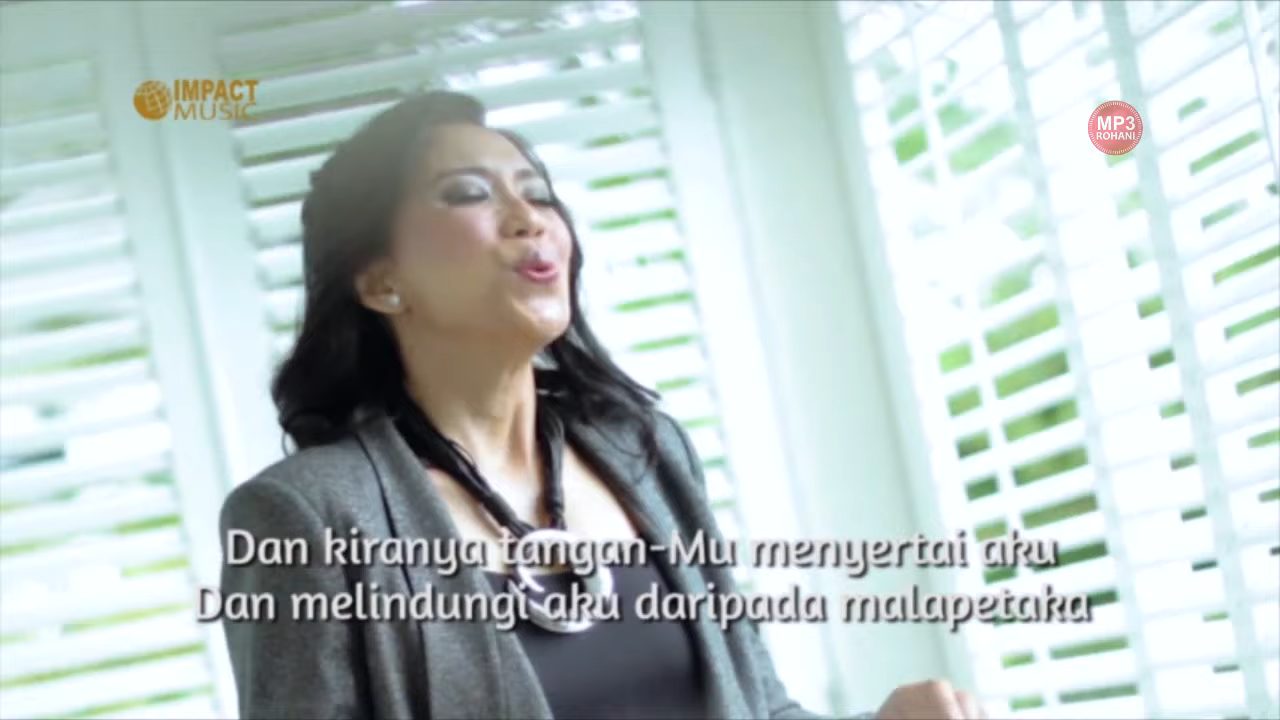 IMPACT
MUSIC
MP3
ROHANI
Dan kiranya tangan-Mu menyertai aku
Dan melindungi aku daripada malapetaka